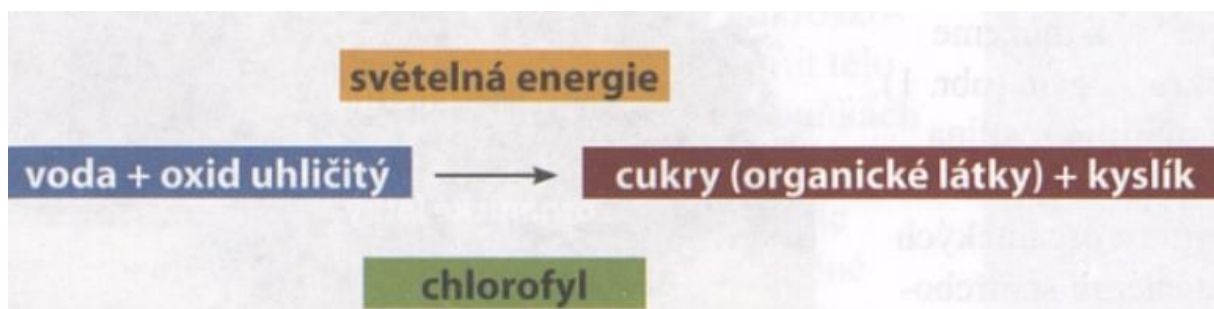 světelná energie
voda + oxid uhličitý → cukry (organické látky) + kyslík
chlorofyl